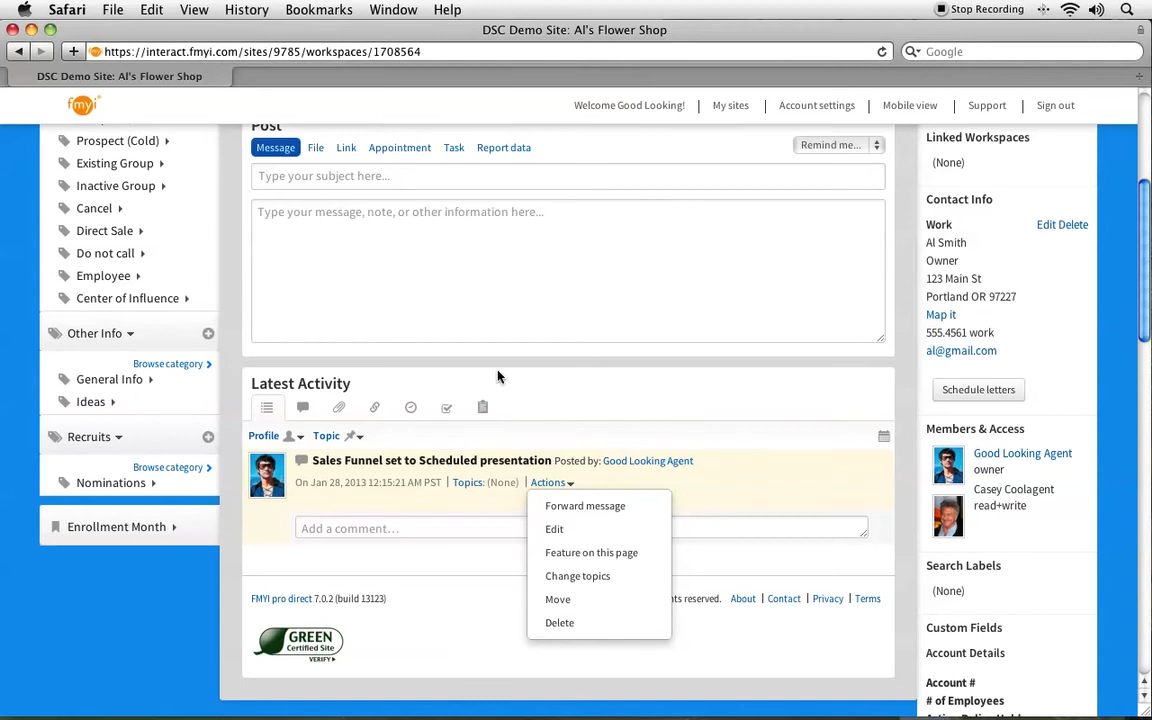 Safari File Edit View History Bookmarks Window Help Stop Recording
DSC Demo Site: Al's Flower Shop
https://interact.fmyi.com/sites/9785/workspaces/1708564 Google
DSC Demo Site: Al's Flower Shop
fmyi Welcome Good Looking! My sites Account settings Mobile view Support Sign out
Prospect (Cold)
Existing Group
Inactive Group
Cancel
Direct Sale
Do not call
Employee
Center of Influence
Other Info
Browse category
General Info
Ideas
Recruits
Browse category
Nominations
Enrollment Month
Post
Message File Link Appointment Task Report data Remind me...
Type your subject here...
Type your message, note, or other information here...
Latest Activity
Profile Topic
Sales Funnel set to Scheduled presentation Posted by: Good Looking Agent
On Jan 28, 2013 12:15:21 AM PST Topics: (None) Actions
Add a comment...
Forward message
Edit
Feature on this page
Change topics
Move
Delete
FMYI pro direct 7.0.2 (build 13123) nts reserved. About Contact Privacy Terms
GREEN
Certified Site
VERIFY
Linked Workspaces
(None)
Contact Info
Work Edit Delete
Al Smith
Owner
123 Main St
Portland OR 97227
Map it
555.4561 work
al@gmail.com
Schedule letters
Members & Access
Good Looking Agent
owner
Casey Coolagent
read+write
Search Labels
(None)
Custom Fields
Account Details
Account #
# of Employees